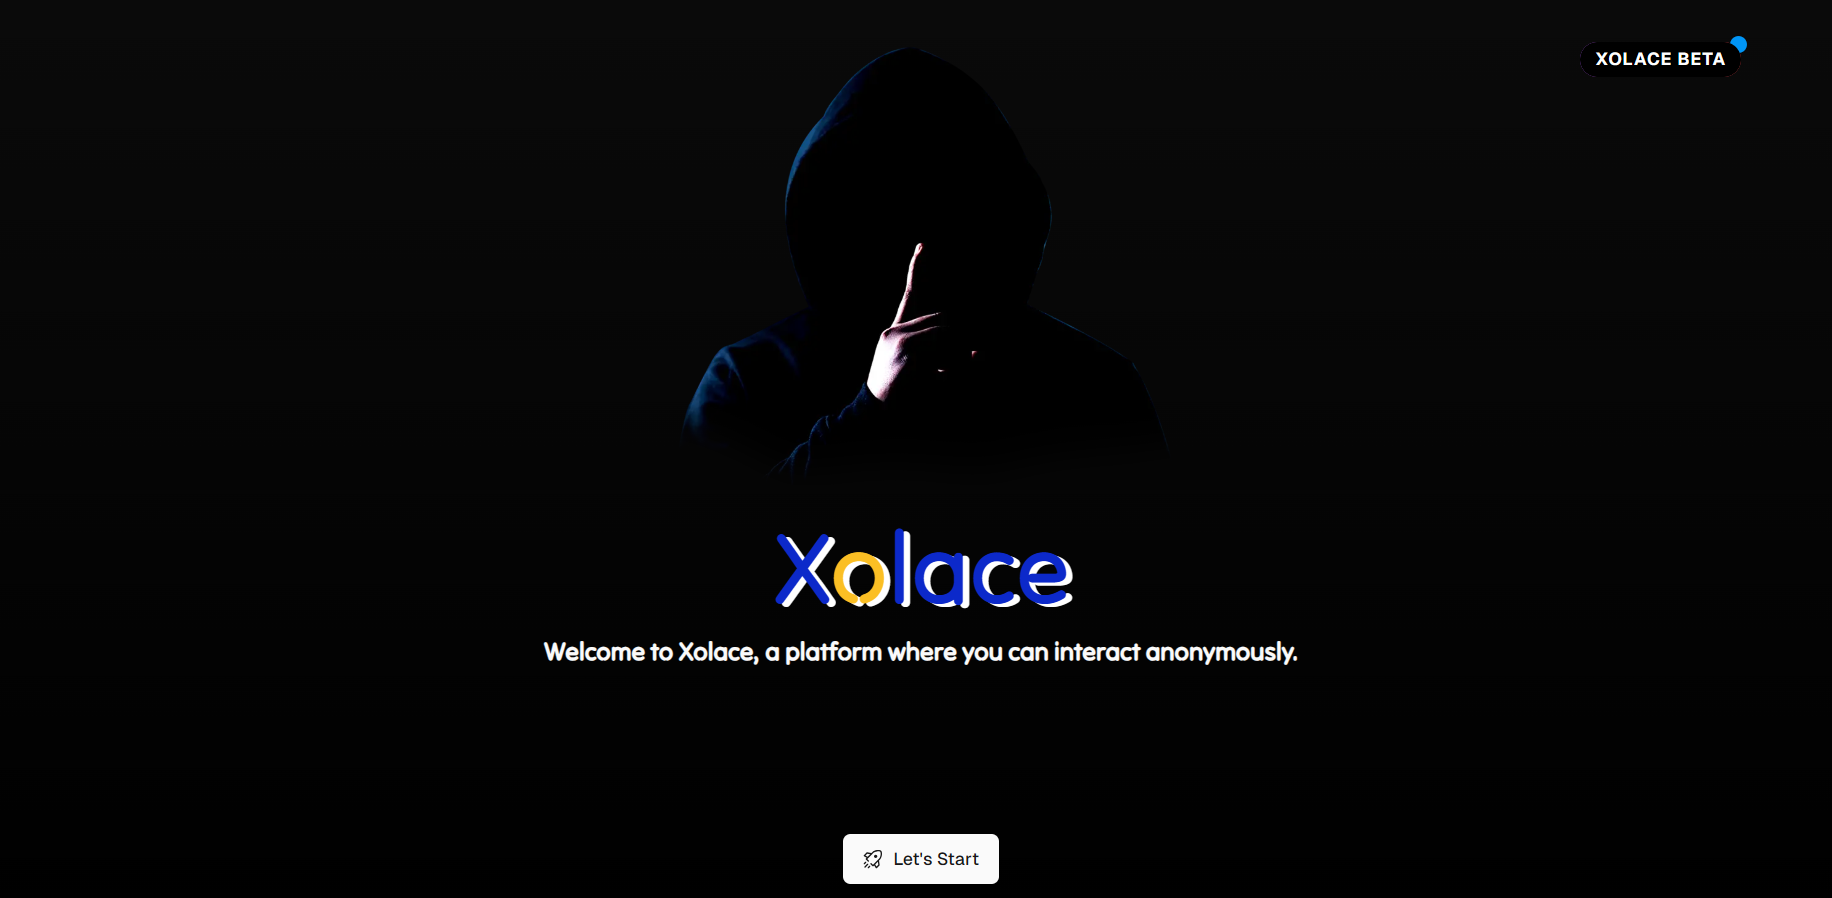 XOLACE BETA
Xolace
Welcome to Xolace, a platform where you can interact anonymously.
Let's Start